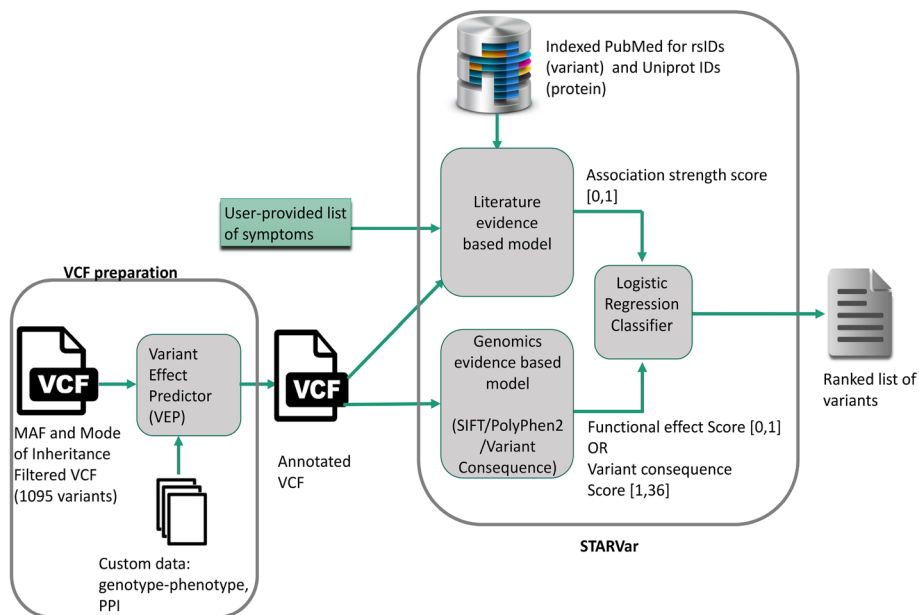 Indexed PubMed for rsIDs
(variant) and Uniprot IDs
(protein)
Association strength score
[0,1]
Literature
evidence
based model
User-provided list
of symptoms
VCF preparation
Logistic
Regression
Classifier
VCF
Variant
Effect
Predictor
(VEP)
VCF
Genomics
evidence based
model
(SIFT/PolyPhen2
/Variant
Consequence)
Ranked list of
variants
MAF and Mode
of Inheritance
Filtered VCF
(1095 variants)
Annotated
VCF
Functional effect Score [0,1]
OR
Variant consequence
Score [1,36]
STARVar
Custom data:
genotype-phenotype,
PPI